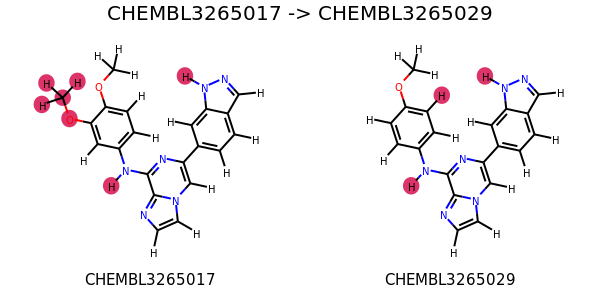 CHEMBL3265017 -> CHEMBL3265029
H H H H H O O H H H H H H H N H N N H N N N N H H H H
H H H O H H H H H N H N N H H H H H N N N N H H H H
CHEMBL3265017 CHEMBL3265029